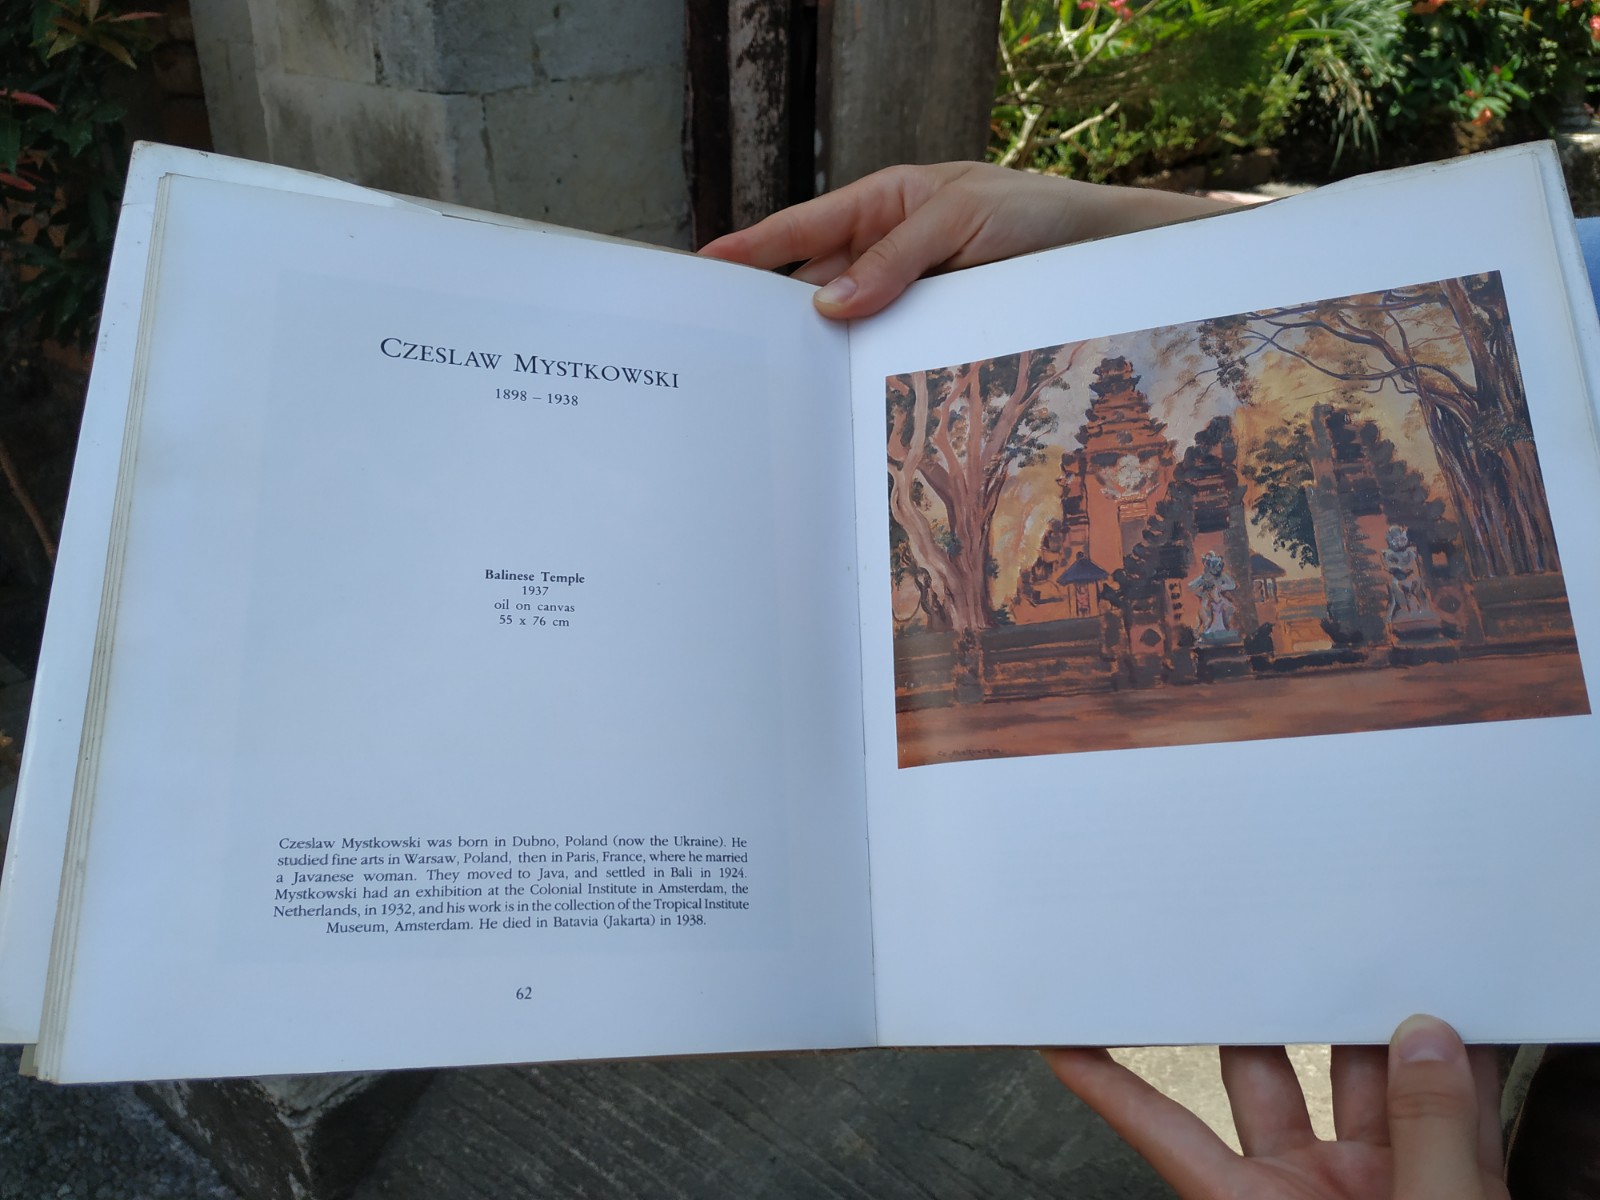 CZESLAW MYSTKOWSKI
1898 – 1938
Balinese Temple
1937
oil on canvas
55 x 76 cm
Czeslaw Mystkowski was born in Dubno, Poland (now the Ukraine). He
studied fine arts in Warsaw, Poland, then in Paris, France, where he married
a Javanese woman. They moved to Java, and settled in Bali in 1924.
Mystkowski had an exhibition at the Colonial Institute in Amsterdam, the
Netherlands, in 1932, and his work is in the collection of the Tropical Institute
Museum, Amsterdam. He died in Batavia (Jakarta) in 1938.
62